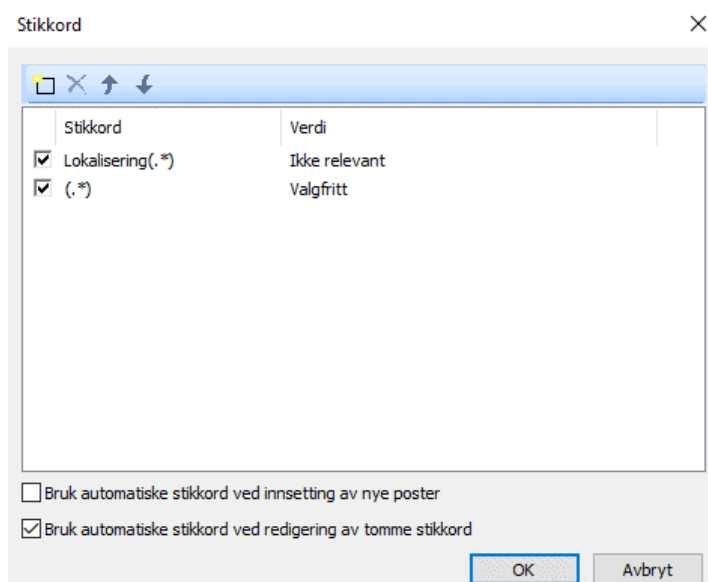 Stikkord
Stikkord Verdi
Lokalisering(.*) Ikke relevant
(.*) Valgfritt
Bruk automatiske stikkord ved innsetting av nye poster
Bruk automatiske stikkord ved redigering av tomme stikkord
OK Avbryt